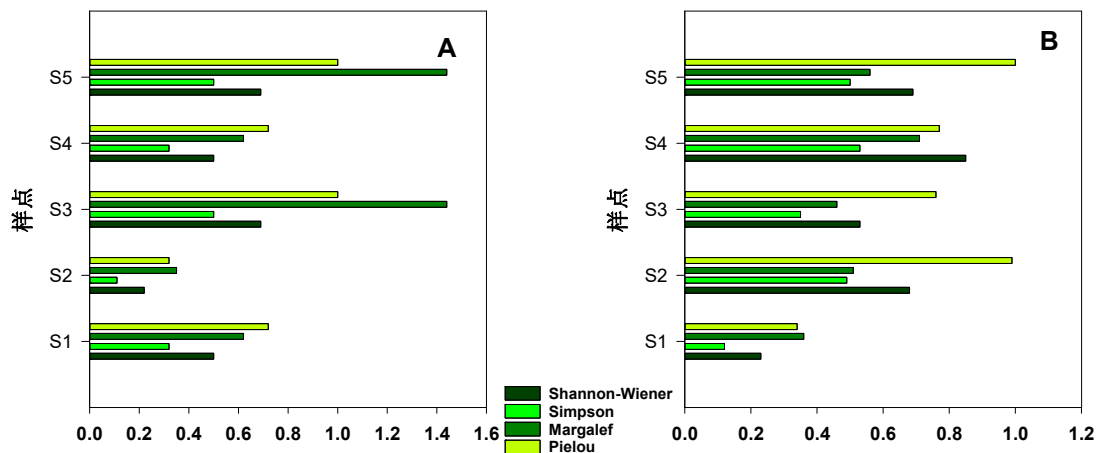 A
S5
S4
样点
S3
S2
S1
0.0 0.2 0.4 0.6 0.8 1.0 1.2 1.4 1.6
B
S5
S4
样点
S3
S2
S1
0.0 0.2 0.4 0.6 0.8 1.0 1.2
Shannon-Wiener
Simpson
Margalef
Pielou